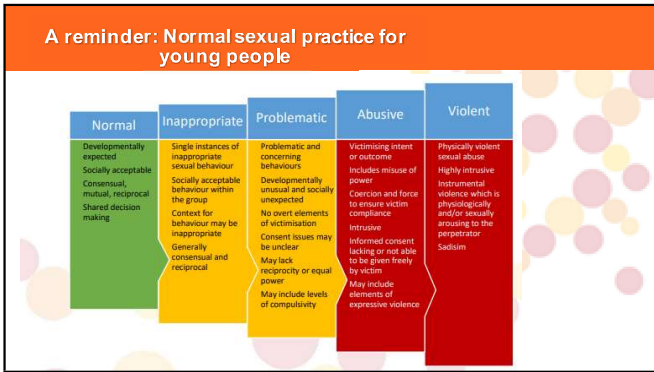 A reminder: Normal sexual practice for
young people
Normal
Developmentally
expected
Socially acceptable
Consensual,
mutual, reciprocal
Shared decision
making
Inappropriate
Single instances of
inappropriate
sexual behaviour
Socially acceptable
behaviour within
the group
Context for
behaviour may be
inappropriate
Generally
consensual and
reciprocal
Problematic
Problematic and
concerning
behaviours
Developmentally
unusual and socially
unexpected
No overt elements
of victimisation
Consent issues may
be unclear
May lack
reciprocity or equal
power
May include levels
of compulsivity
Abusive
Victimising intent
or outcome
Includes misuse of
power
Coercion and force
to ensure victim
compliance
Intrusive
Informed consent
lacking or not able
to be given freely
by victim
May include
elements of
expressive violence
Violent
Physically violent
sexual abuse
Highly intrusive
Instrumental
violence which is
physiologically
and/or sexually
arousing to the
perpetrator
Sadism